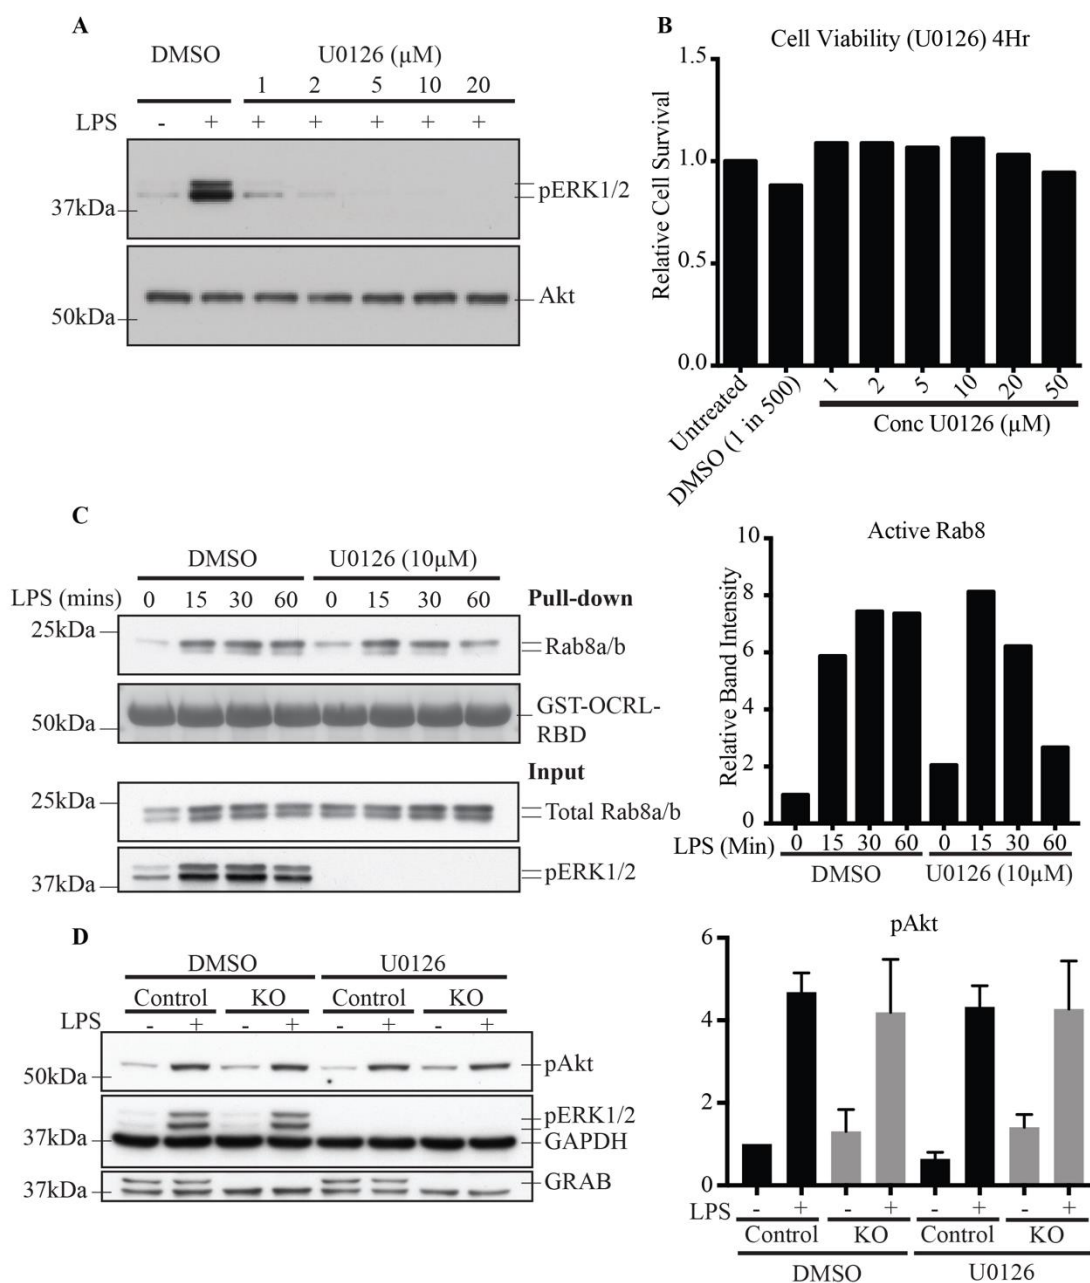 A
DMSO U0126 (µM)
1 2 5 10 20
LPS - + + + + + +
pERK1/2
37kDa
Akt
50kDa
B
Cell Viability (U0126) 4Hr
Relative Cell Survival
1.5
1.0
0.5
0.0
Untreated
DMSO (1 in 500)
1 2 5 10 20 50
Conc U0126 (µM)
C
DMSO U0126 (10µM)
LPS (mins) 0 15 30 60 0 15 30 60 Pull-down
25kDa
Rab8a/b
GST-OCRL-
RBD
50kDa
Input
25kDa
Total Rab8a/b
pERK1/2
37kDa
Active Rab8
Relative Band Intensity
10
8
6
4
2
0
LPS (Min) 0 15 30 60 0 15 30 60
DMSO U0126 (10µM)
D
DMSO U0126
Control KO Control KO
LPS - + - + - + - +
pAkt
50kDa
pERK1/2
37kDa
GAPDH
GRAB
37kDa
pAkt
6
4
2
0
LPS - + - + - + - +
Control KO Control KO
DMSO U0126